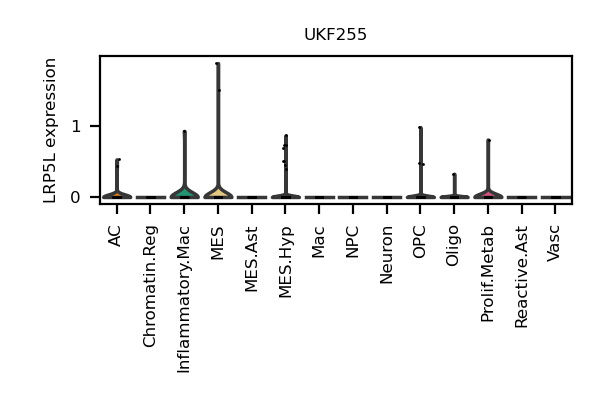 UKF255
LRP5L expression
1
0
AC
Chromatin.Reg
Inflammatory.Mac
MES
MES.Ast
MES.Hyp
Mac
NPC
Neuron
OPC
Oligo
Prolif.Metab
Reactive.Ast
Vasc